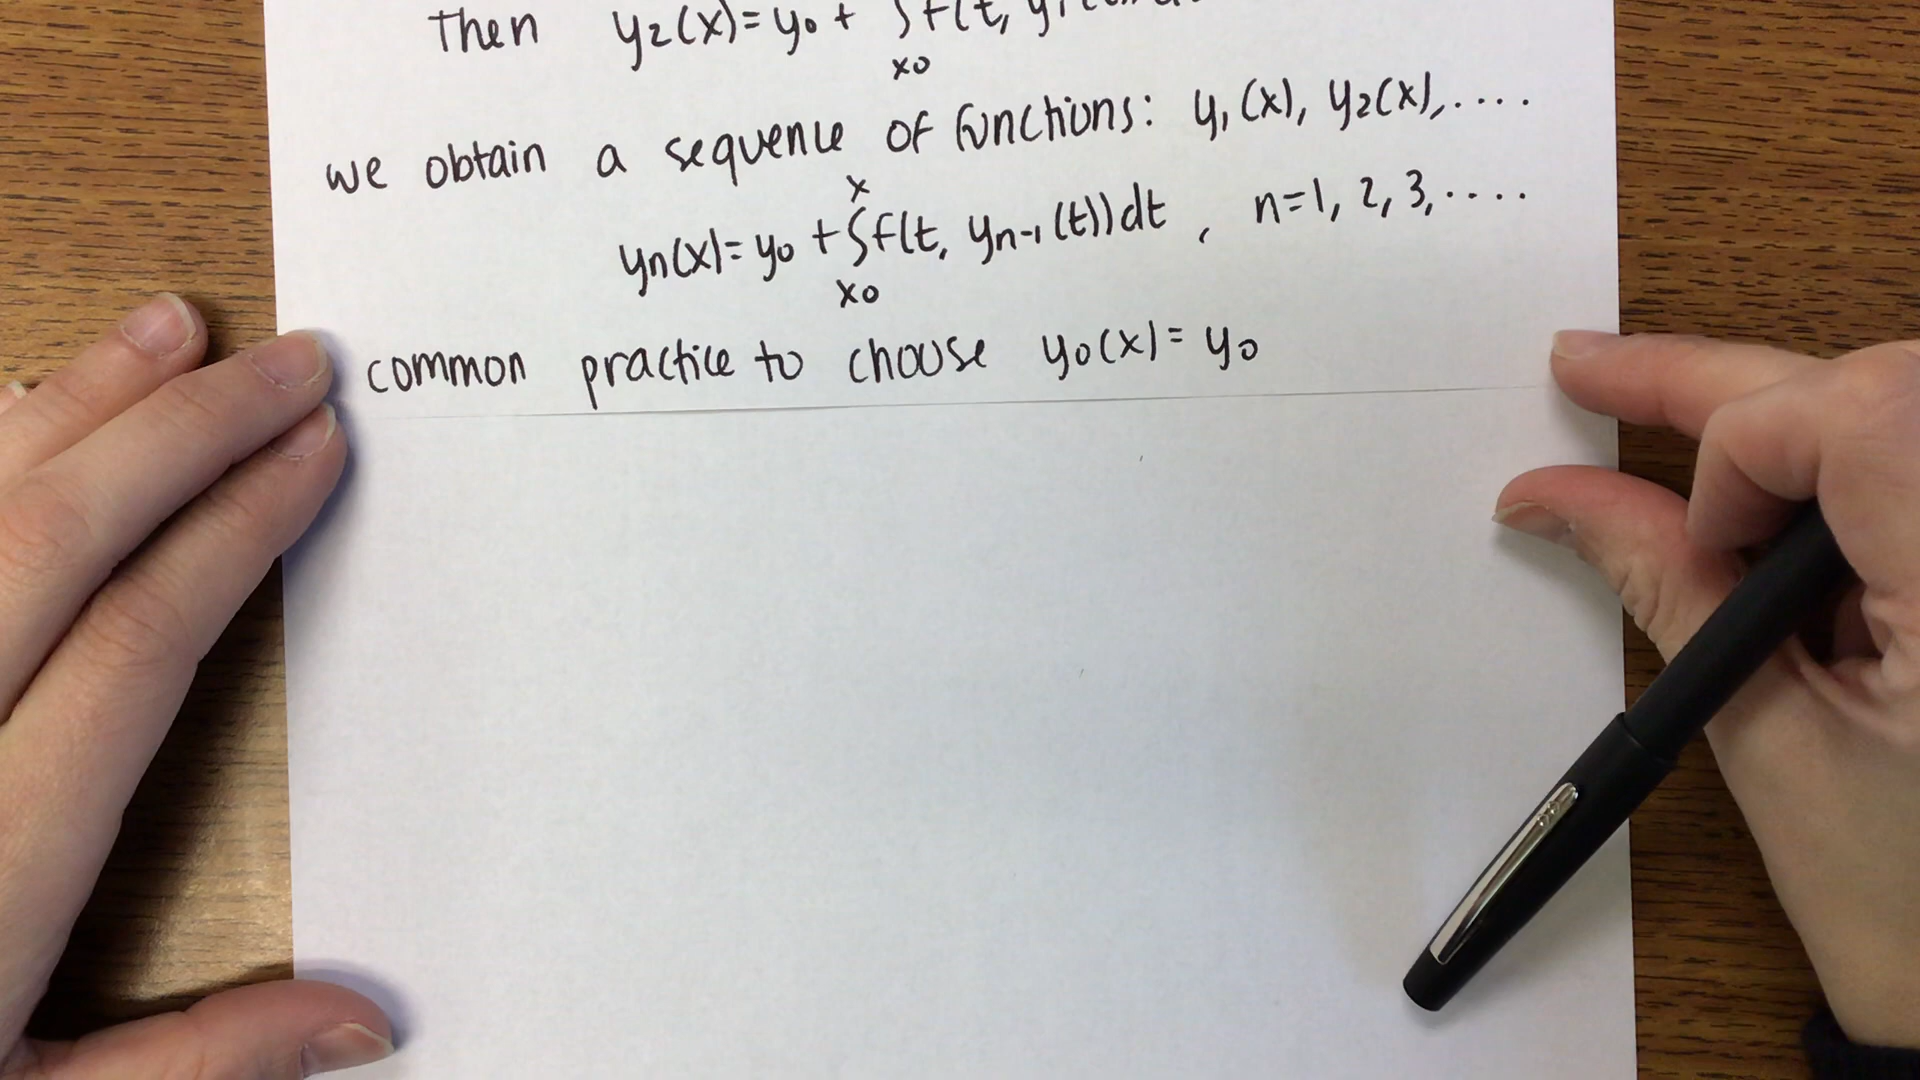 Then y₂(x)= y₀ + ∫ f(t, y₁
x₀
we obtain a sequence of functions: y₁(x), y₂(x), ....
x
yₙ(x)= y₀ + ∫f(t, yₙ₋₁(t))dt , n=1, 2, 3, ....
x₀
common practice to choose y₀(x)= y₀